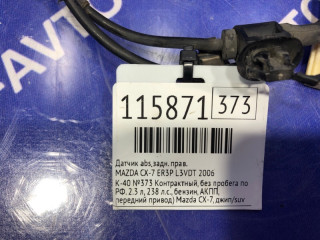 115871 373
Датчик abs,задн. прав.
MAZDA CX-7 ER3P L3VDT 2006
К-40 №373 Контрактный, без пробега по
РФ. 2.3 л, 238 л.с., бензин, АКПП,
передний привод) Mazda CX-7, джип/suv